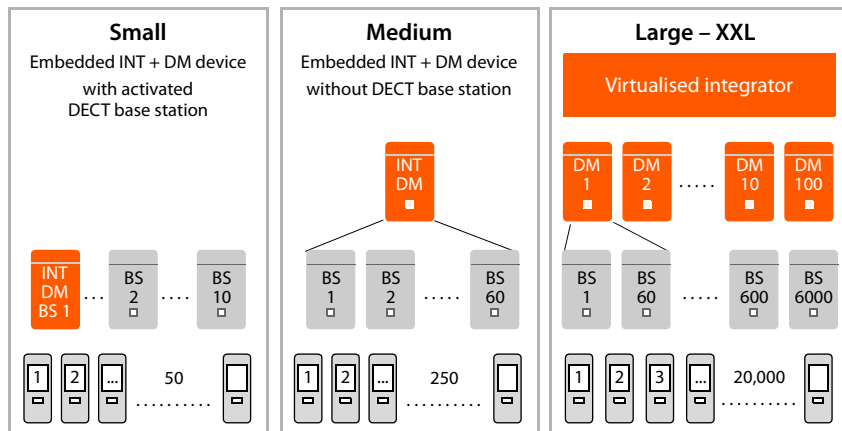 Small
Embedded INT + DM device
with activated
DECT base station
INT
DM
BS 1
...
BS
2
....
BS
10
1
2
...
50
..........
Medium
Embedded INT + DM device
without DECT base station
INT
DM
BS
1
BS
2
.....
BS
60
1
2
...
250
..........
Large – XXL
Virtualised integrator
DM
1
DM
2
.....
DM
10
DM
100
BS
1
BS
60
.....
BS
600
BS
6000
1
2
3
...
20,000
..........